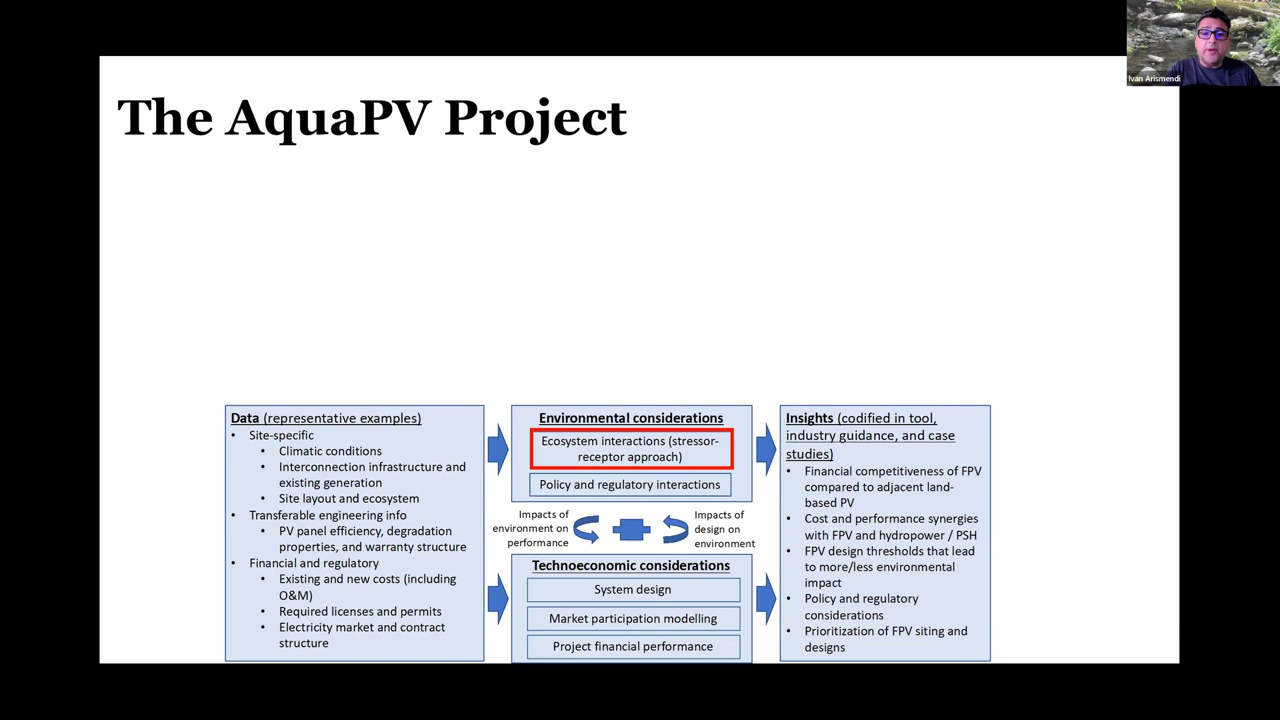 Ivan Arismendi
The AquaPV Project
Data (representative examples)
• Site-specific
• Climatic conditions
• Interconnection infrastructure and
existing generation
• Site layout and ecosystem
• Transferable engineering info
• PV panel efficiency, degradation
properties, and warranty structure
• Financial and regulatory
• Existing and new costs (including
O&M)
• Required licenses and permits
• Electricity market and contract
structure
Environmental considerations
Ecosystem interactions (stressor-
receptor approach)
Policy and regulatory interactions
Impacts of
environment on
performance
Impacts of
design on
environment
Technoeconomic considerations
System design
Market participation modelling
Project financial performance
Insights (codified in tool,
industry guidance, and case
studies)
• Financial competitiveness of FPV
compared to adjacent land-
based PV
• Cost and performance synergies
with FPV and hydropower / PSH
• FPV design thresholds that lead
to more/less environmental
impact
• Policy and regulatory
considerations
• Prioritization of FPV siting and
designs